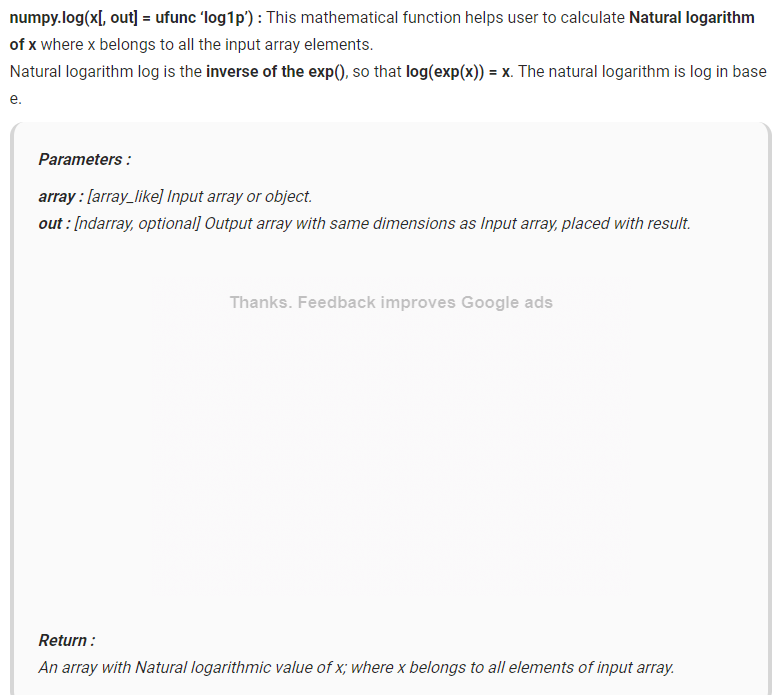 numpy.log(x[, out] = ufunc ‘log1p’) : This mathematical function helps user to calculate Natural logarithm
of x where x belongs to all the input array elements.
Natural logarithm log is the inverse of the exp(), so that log(exp(x)) = x. The natural logarithm is log in base
e.
Parameters :
array : [array_like] Input array or object.
out : [ndarray, optional] Output array with same dimensions as Input array, placed with result.
Thanks. Feedback improves Google ads
Return :
An array with Natural logarithmic value of x; where x belongs to all elements of input array.